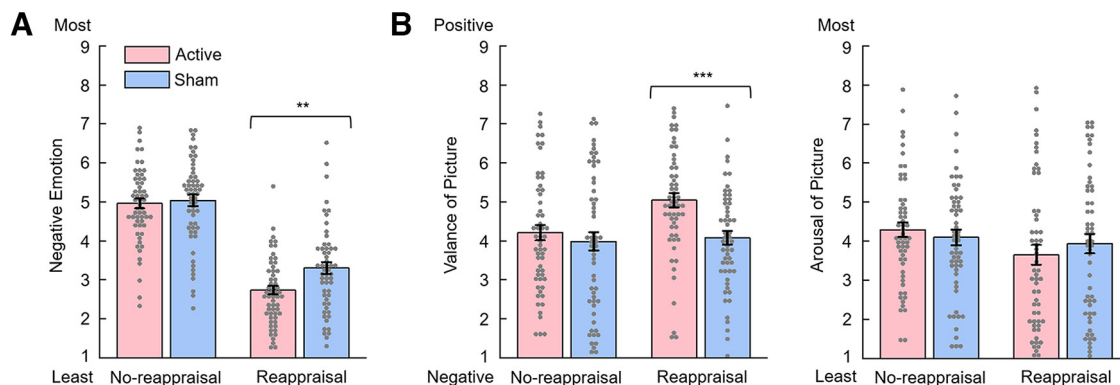 A
Most
9
8
7
6
5
4
3
2
1
Negative Emotion
Active
Sham
**
Least
No-reappraisal
Reappraisal
B
Positive
9
8
7
6
5
4
3
2
1
Valance of Picture
***
Negative
No-reappraisal
Reappraisal
Most
9
8
7
6
5
4
3
2
1
Arousal of Picture
Least
No-reappraisal
Reappraisal